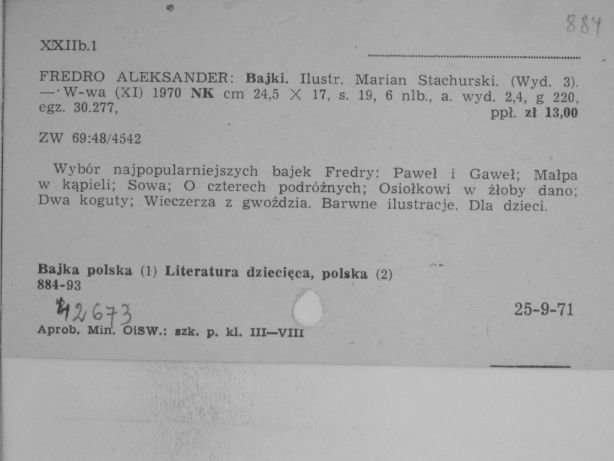 884
XXIIb.1
FREDRO ALEKSANDER: Bajki. Ilustr. Marian Stachurski. (Wyd. 3).
— W-wa (XI) 1970 NK cm 24,5 × 17, s. 19, 6 nlb., a. wyd. 2,4, g 220,
egz. 30.277, ppł. zł 13,00
ZW 69:48/4542
Wybór najpopularniejszych bajek Fredry: Paweł i Gaweł; Małpa
w kąpieli; Sowa; O czterech podróżnych; Osiołkowi w żłoby dano;
Dwa koguty; Wieczerza z gwoździa. Barwne ilustracje. Dla dzieci.
Bajka polska (1) Literatura dziecięca, polska (2)
884-93
42673
25-9-71
Aprob. Min. OiSW.: szk. p. kl. III—VIII